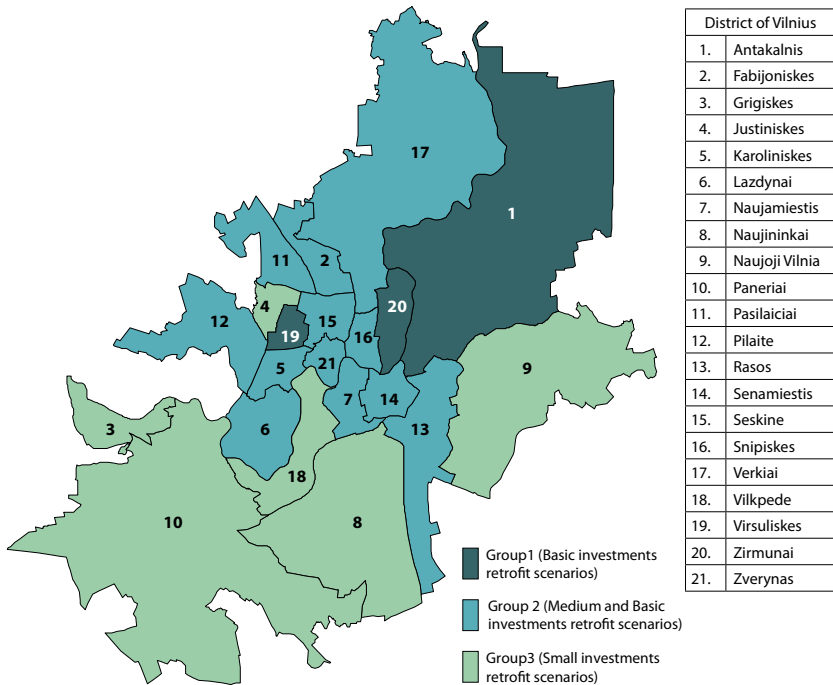 17
1
11
2
4
20
12
15
19
16
21
5
9
7
14
3
6
13
18
10
8
Group1 (Basic investments
retrofit scenarios)
Group 2 (Medium and Basic
investments retrofit scenarios)
Group3 (Small investments
retrofit scenarios)
District of Vilnius
1. Antakalnis
2. Fabijoniskes
3. Grigiskes
4. Justiniskes
5. Karoliniskes
6. Lazdynai
7. Naujamiestis
8. Naujininkai
9. Naujoji Vilnia
10. Paneriai
11. Pasilaiciai
12. Pilaite
13. Rasos
14. Senamiestis
15. Seskine
16. Snipiskes
17. Verkiai
18. Vilkpede
19. Virsuliskes
20. Zirmunai
21. Zverynas